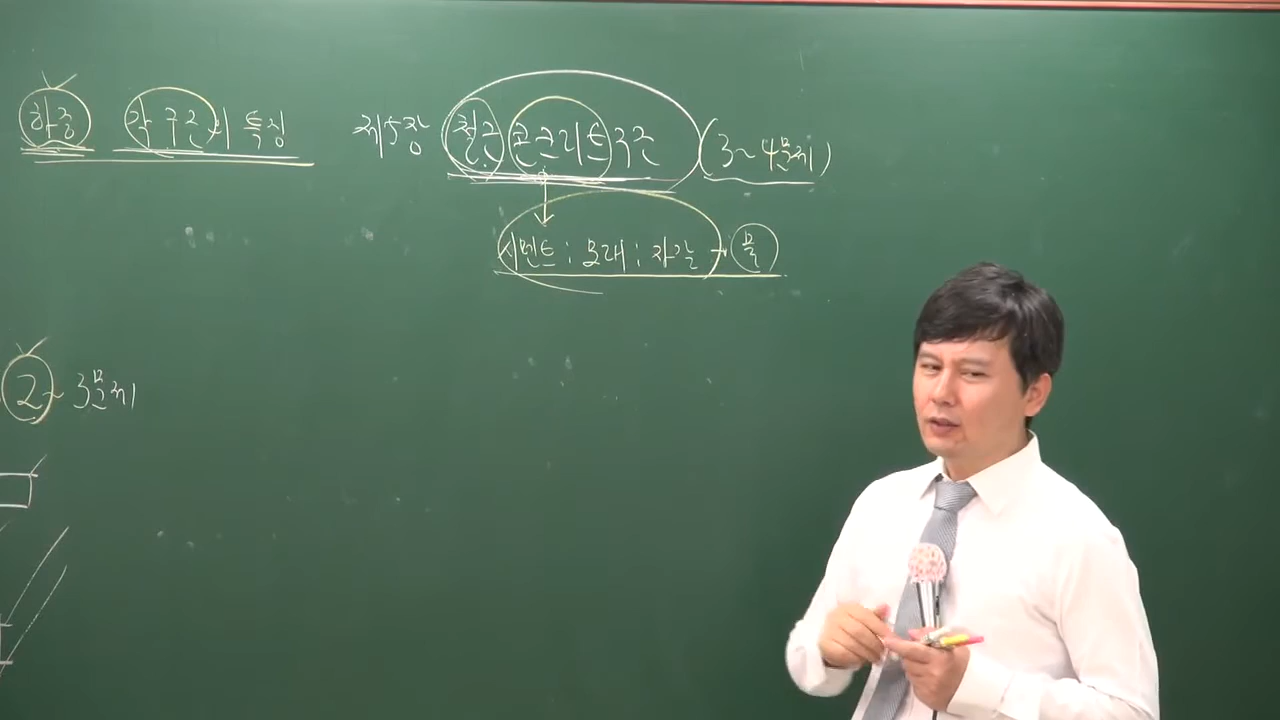 하중 각 구조의 특징 제5장 철근콘크리트구조 (3~4문제)
시멘트 : 모래 : 자갈 + 물
2~3문제